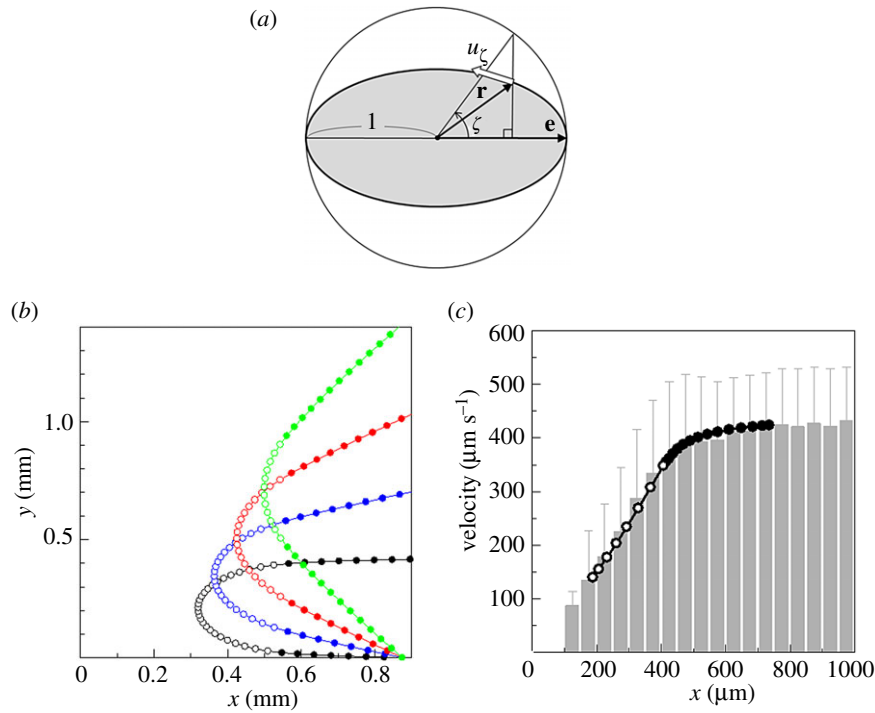 (a)
u_ζ
r
1
ζ
e
(b)
1.0
0.5
y (mm)
0 0.2 0.4 0.6 0.8
x (mm)
(c)
600
500
400
300
200
100
velocity (μm s⁻¹)
0 200 400 600 800 1000
x (μm)